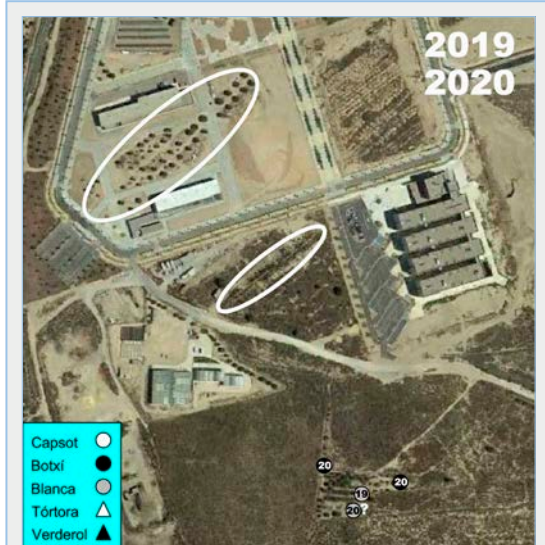 2019
2020
Capsot
Botxí
Blanca
Tórtora
Verderol
20
20
19
20?